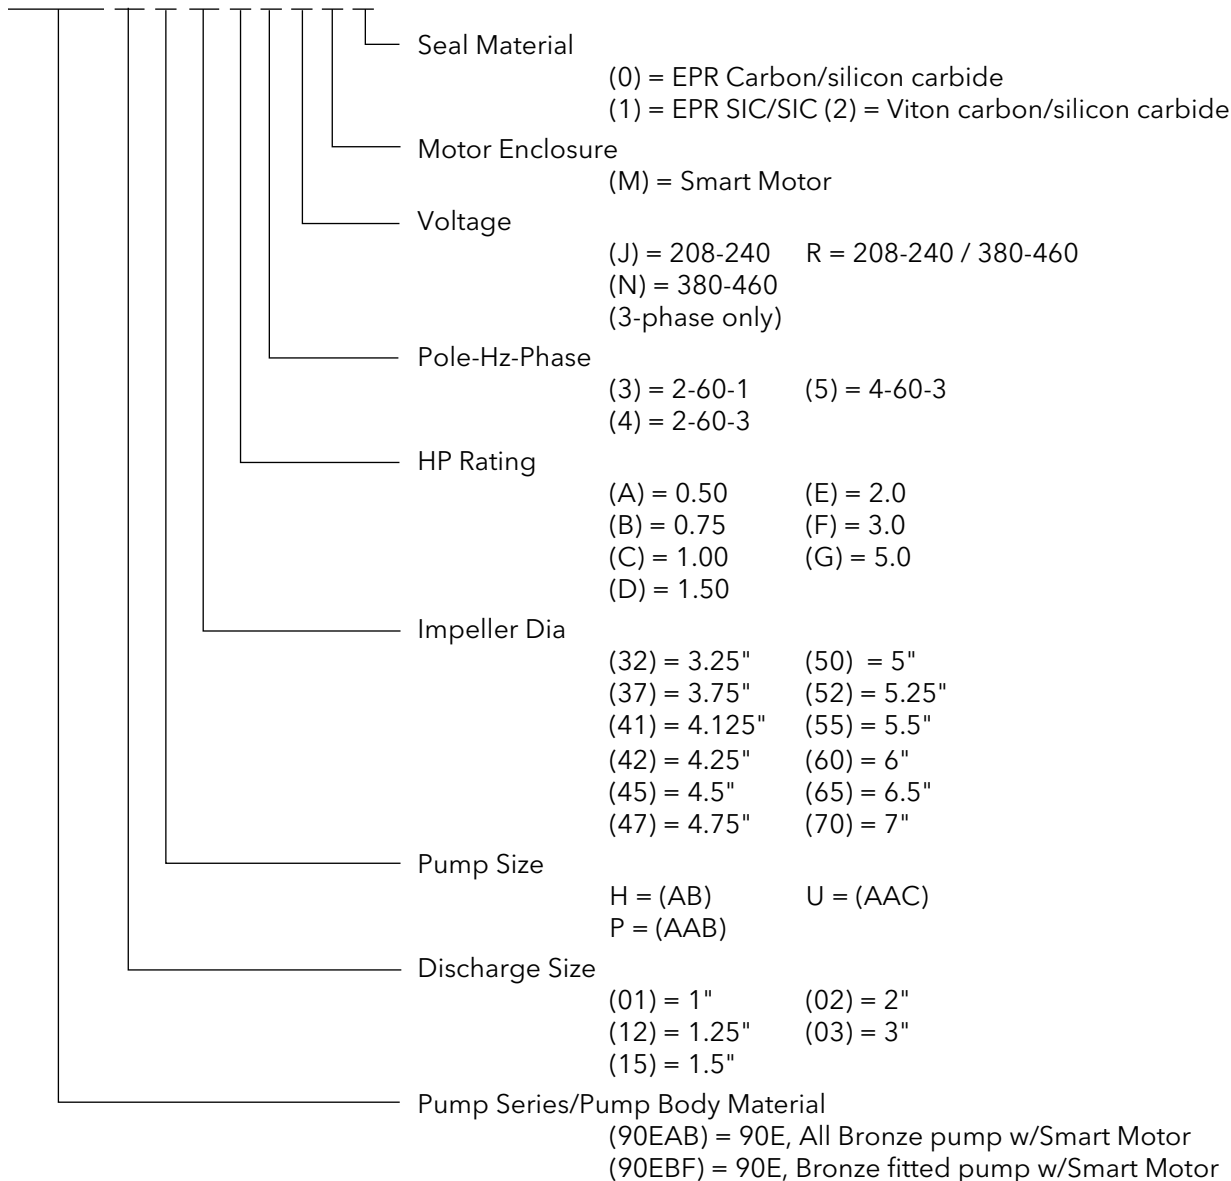 Seal Material
(0) = EPR Carbon/silicon carbide
(1) = EPR SIC/SIC (2) = Viton carbon/silicon carbide
Motor Enclosure
(M) = Smart Motor
Voltage
(J) = 208-240 R = 208-240 / 380-460
(N) = 380-460
(3-phase only)
Pole-Hz-Phase
(3) = 2-60-1 (5) = 4-60-3
(4) = 2-60-3
HP Rating
(A) = 0.50 (E) = 2.0
(B) = 0.75 (F) = 3.0
(C) = 1.00 (G) = 5.0
(D) = 1.50
Impeller Dia
(32) = 3.25" (50) = 5"
(37) = 3.75" (52) = 5.25"
(41) = 4.125" (55) = 5.5"
(42) = 4.25" (60) = 6"
(45) = 4.5" (65) = 6.5"
(47) = 4.75" (70) = 7"
Pump Size
H = (AB) U = (AAC)
P = (AAB)
Discharge Size
(01) = 1" (02) = 2"
(12) = 1.25" (03) = 3"
(15) = 1.5"
Pump Series/Pump Body Material
(90EAB) = 90E, All Bronze pump w/Smart Motor
(90EBF) = 90E, Bronze fitted pump w/Smart Motor